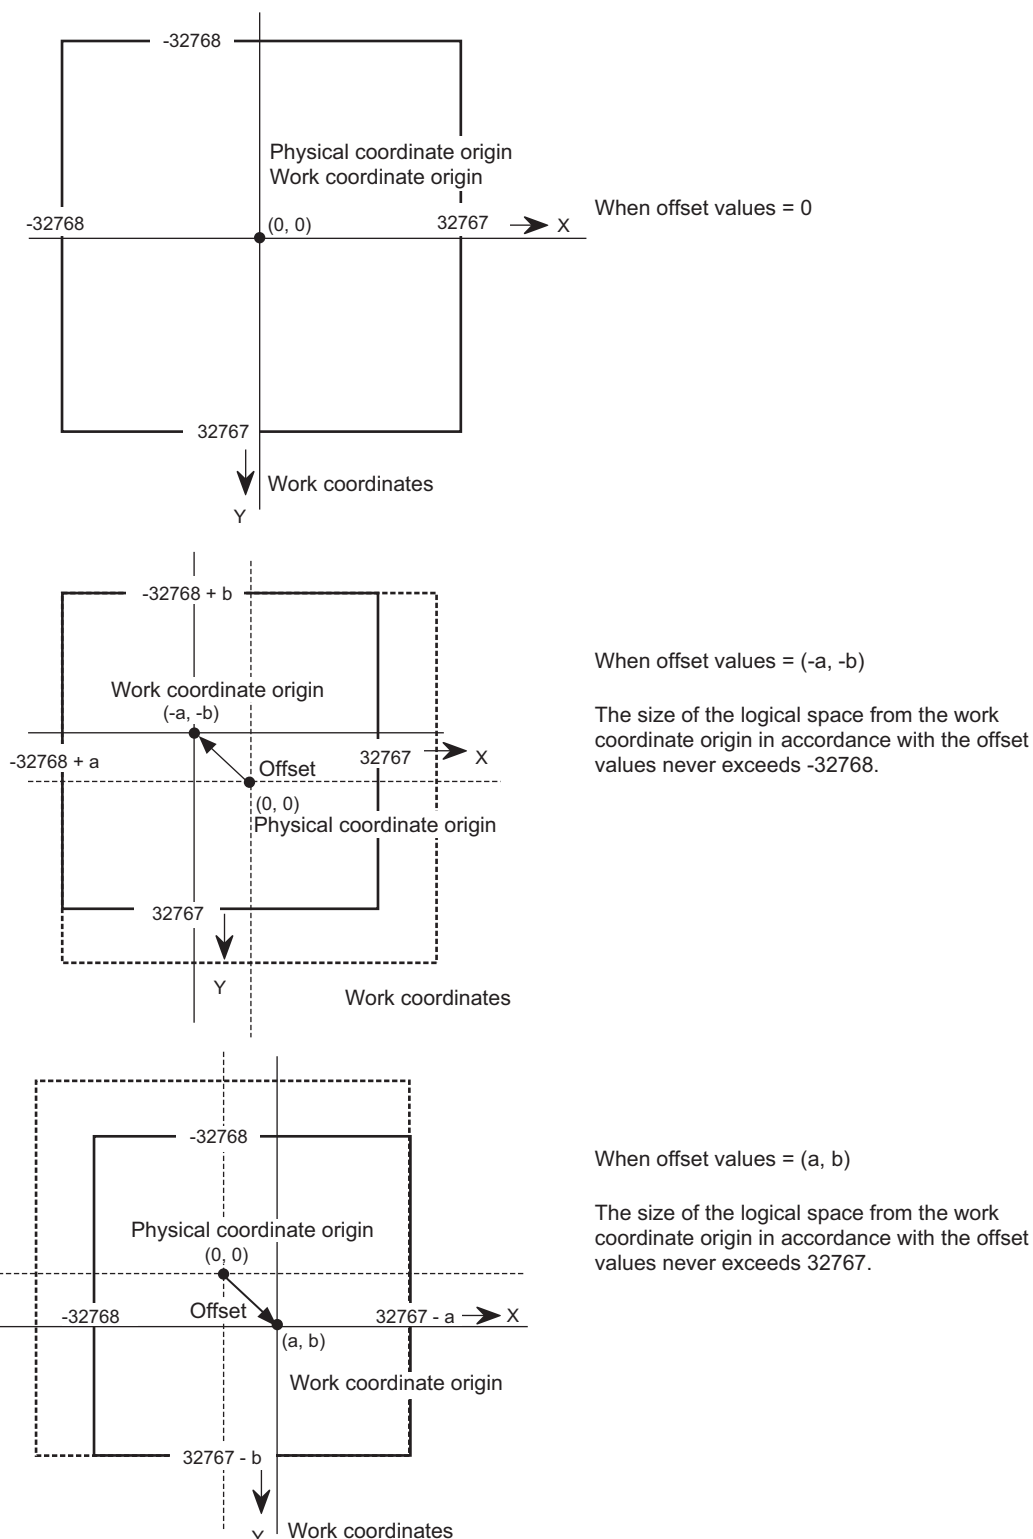 -32768
Physical coordinate origin
Work coordinate origin
-32768
(0, 0)
32767
X
When offset values = 0
32767
Work coordinates
Y
-32768 + b
Work coordinate origin
(-a, -b)
-32768 + a
32767
X
Offset
(0, 0)
Physical coordinate origin
32767
Y
Work coordinates
When offset values = (-a, -b)
The size of the logical space from the work
coordinate origin in accordance with the offset
values never exceeds -32768.
-32768
Physical coordinate origin
(0, 0)
-32768
Offset
32767 - a
X
(a, b)
Work coordinate origin
32767 - b
Y
Work coordinates
When offset values = (a, b)
The size of the logical space from the work
coordinate origin in accordance with the offset
values never exceeds 32767.